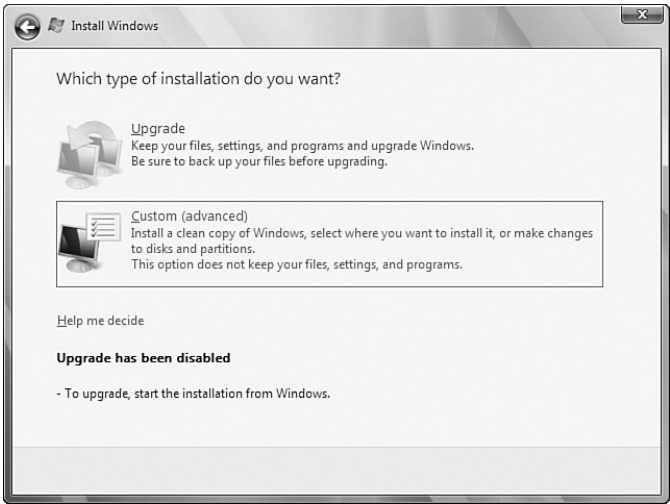 Install Windows
Which type of installation do you want?
Upgrade
Keep your files, settings, and programs and upgrade Windows.
Be sure to back up your files before upgrading.
Custom (advanced)
Install a clean copy of Windows, select where you want to install it, or make changes
to disks and partitions.
This option does not keep your files, settings, and programs.
Help me decide
Upgrade has been disabled
- To upgrade, start the installation from Windows.